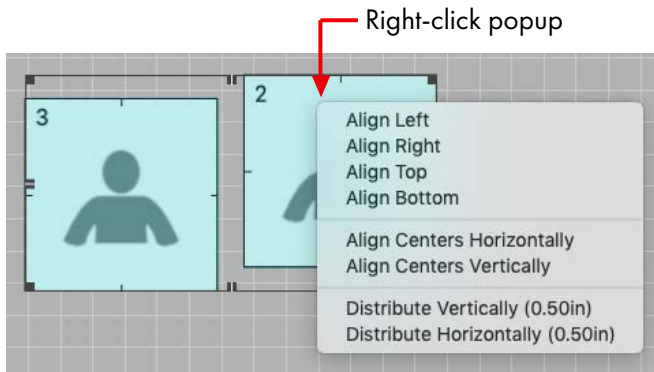 Right-click popup
3
2
Align Left
Align Right
Align Top
Align Bottom
Align Centers Horizontally
Align Centers Vertically
Distribute Vertically (0.50in)
Distribute Horizontally (0.50in)